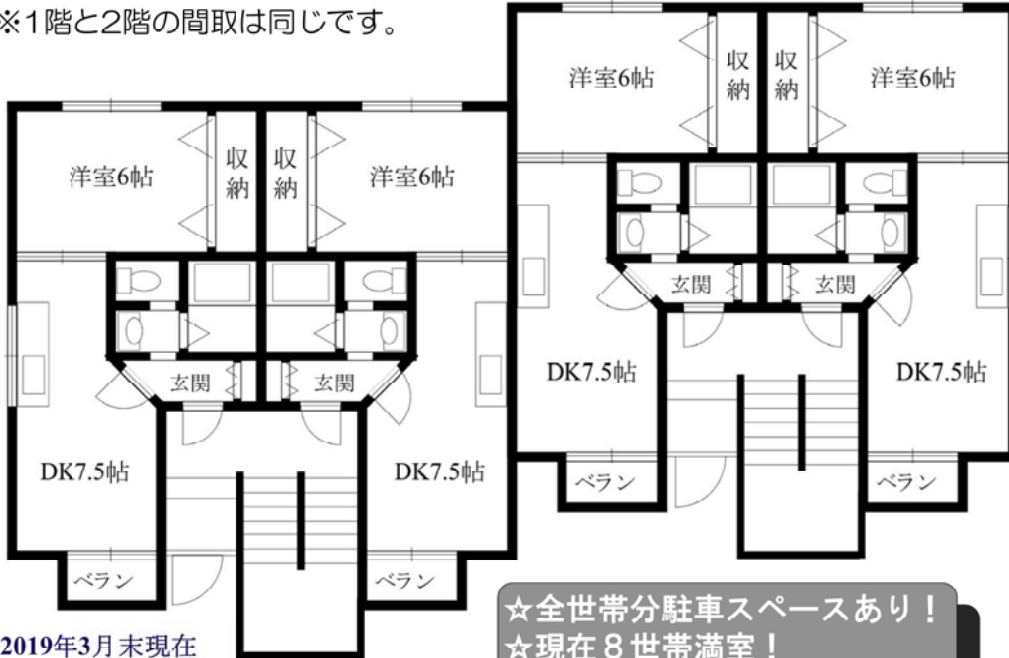 ※1階と2階の間取は同じです。
洋室6帖
収納
収納
洋室6帖
玄関
玄関
DK7.5帖
DK7.5帖
ベラン
ベラン
洋室6帖
収納
収納
洋室6帖
玄関
玄関
DK7.5帖
DK7.5帖
ベラン
ベラン
2019年3月末現在
☆全世帯分駐車スペースあり!
☆現在8世帯満室!